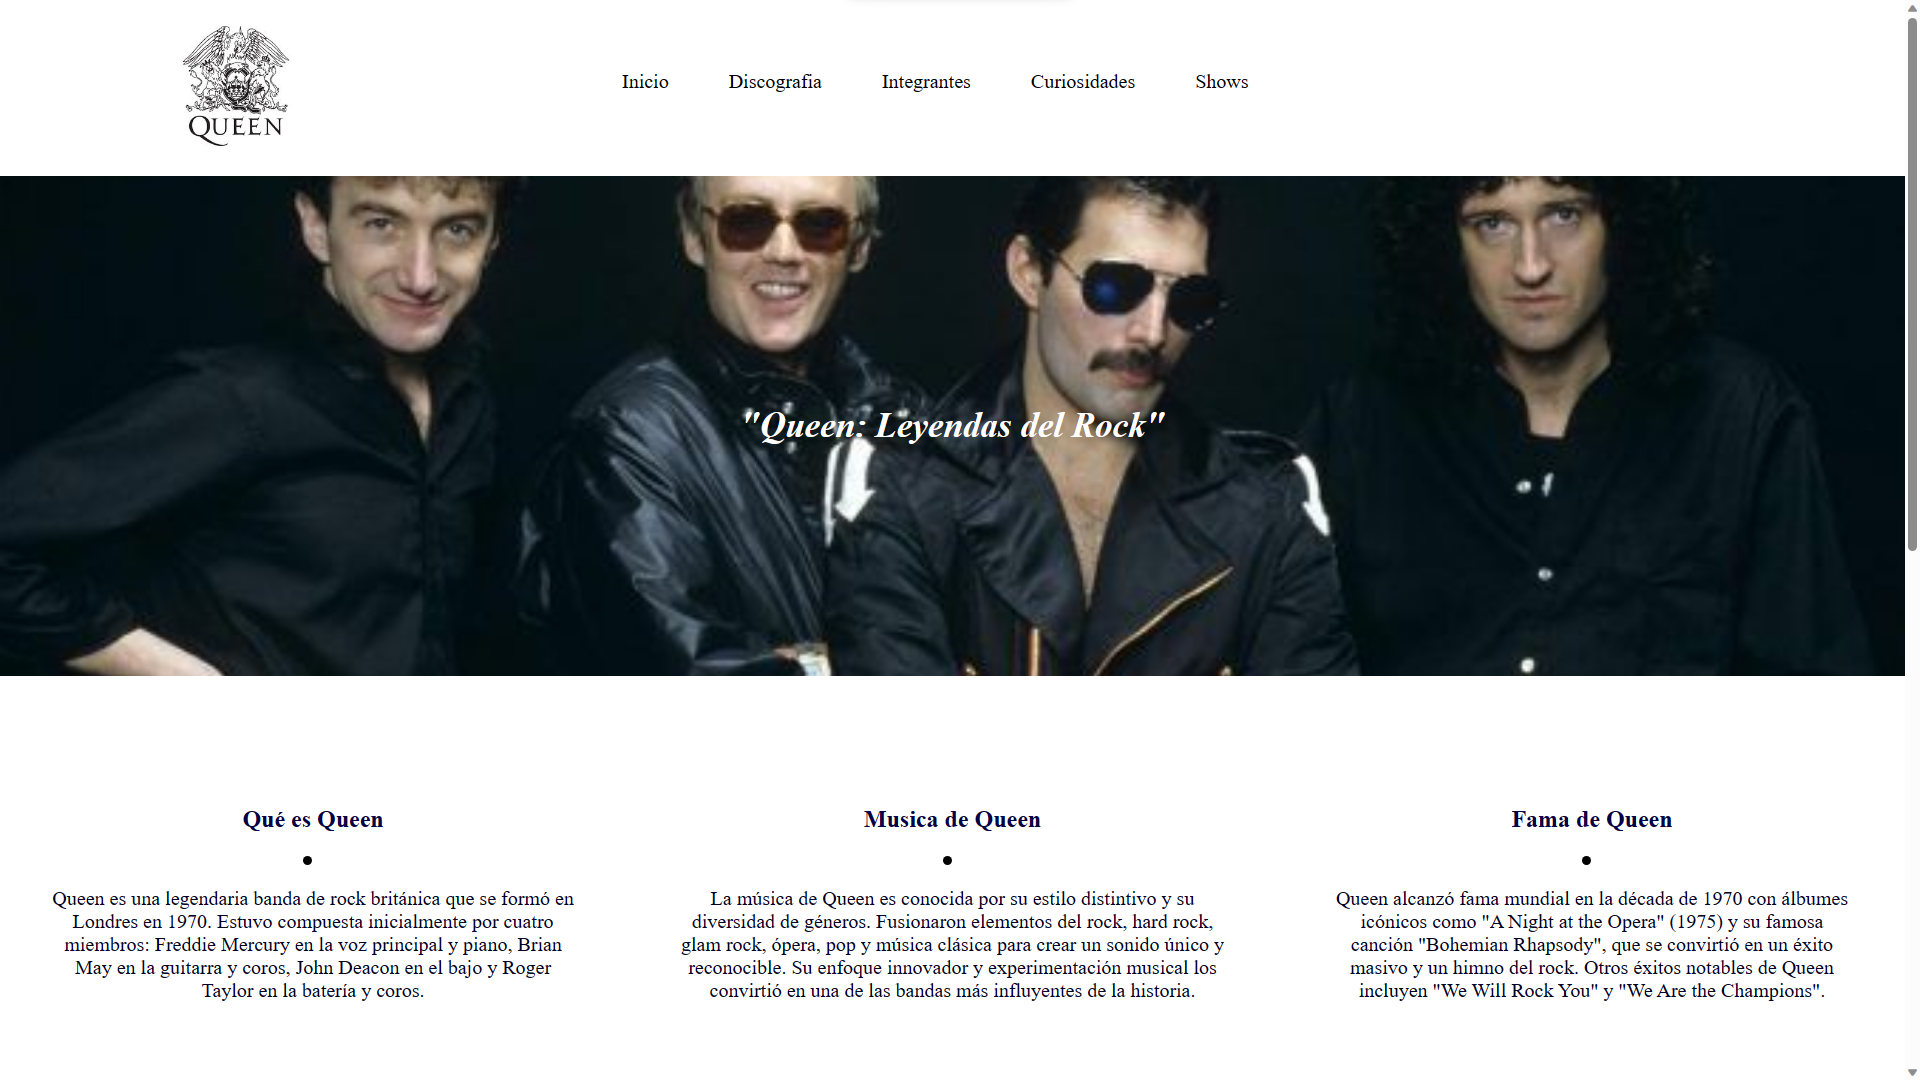 QUEEN
Inicio
Discografia
Integrantes
Curiosidades
Shows
"Queen: Leyendas del Rock"
Qué es Queen
Queen es una legendaria banda de rock británica que se formó en
Londres en 1970. Estuvo compuesta inicialmente por cuatro
miembros: Freddie Mercury en la voz principal y piano, Brian
May en la guitarra y coros, John Deacon en el bajo y Roger
Taylor en la batería y coros.
Musica de Queen
La música de Queen es conocida por su estilo distintivo y su
diversidad de géneros. Fusionaron elementos del rock, hard rock,
glam rock, ópera, pop y música clásica para crear un sonido único y
reconocible. Su enfoque innovador y experimentación musical los
convirtió en una de las bandas más influyentes de la historia.
Fama de Queen
Queen alcanzó fama mundial en la década de 1970 con álbumes
icónicos como "A Night at the Opera" (1975) y su famosa
canción "Bohemian Rhapsody", que se convirtió en un éxito
masivo y un himno del rock. Otros éxitos notables de Queen
incluyen "We Will Rock You" y "We Are the Champions".